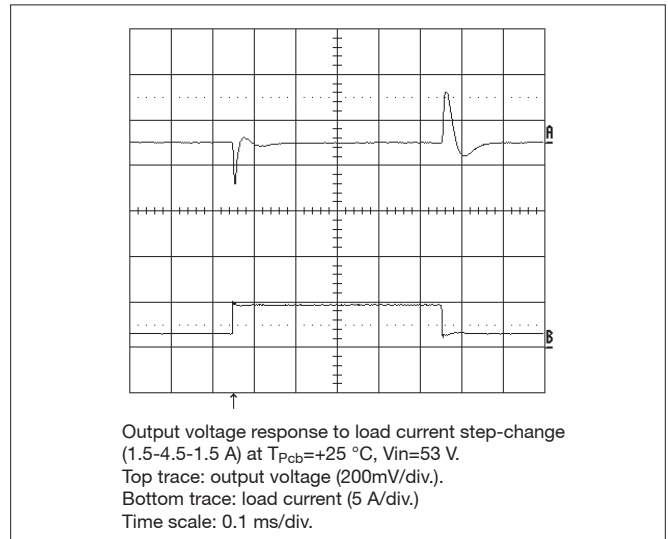 A
B
Output voltage response to load current step-change
(1.5-4.5-1.5 A) at TPcb=+25 °C, Vin=53 V.
Top trace: output voltage (200mV/div.).
Bottom trace: load current (5 A/div.)
Time scale: 0.1 ms/div.